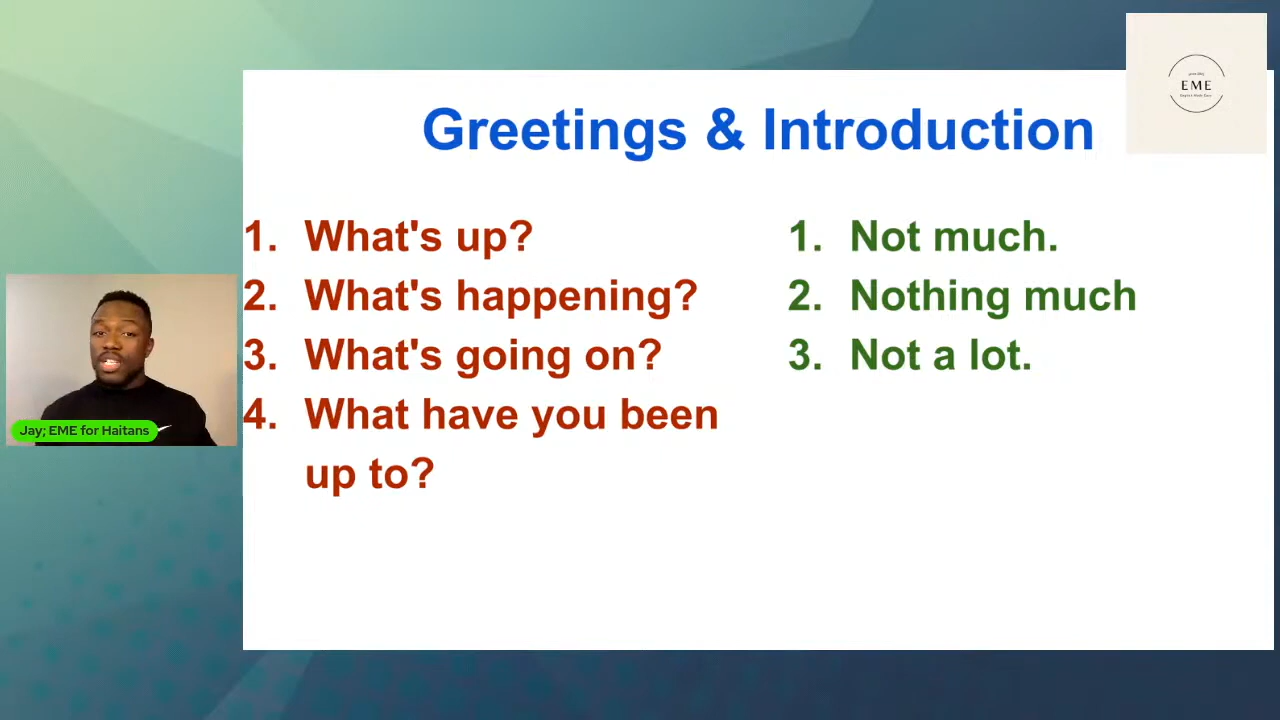 Greetings & Introduction
EME
1. What's up?
2. What's happening?
3. What's going on?
4. What have you been
up to?
1. Not much.
2. Nothing much
3. Not a lot.
Jay; EME for Haitans